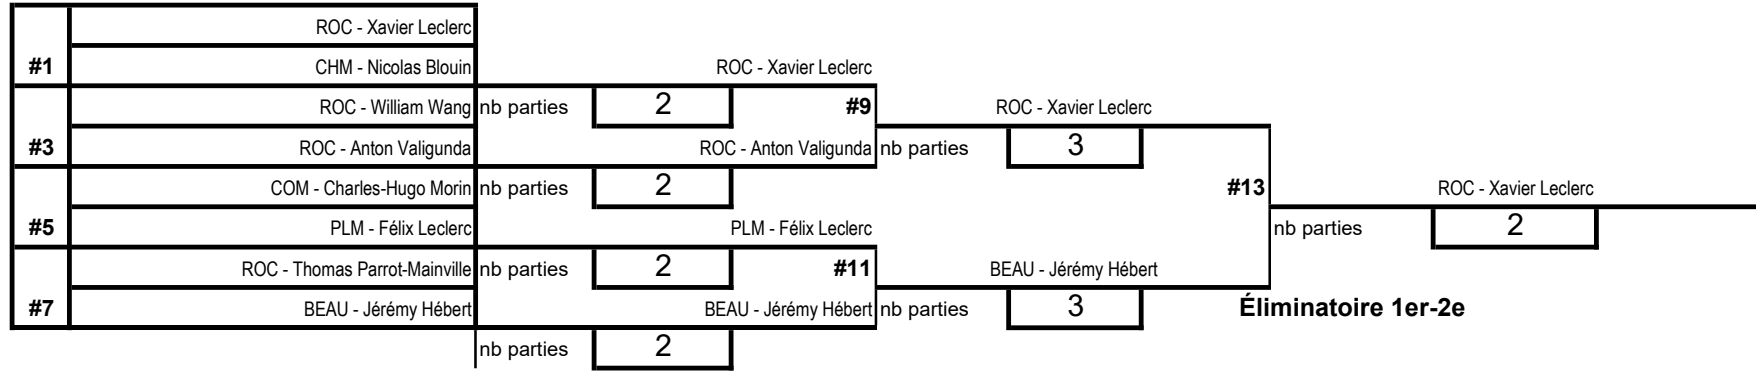 ROC - Xavier Leclerc
#1 CHM - Nicolas Blouin ROC - Xavier Leclerc
ROC - William Wang nb parties 2 #9 ROC - Xavier Leclerc
#3 ROC - Anton Valigunda ROC - Anton Valigunda nb parties 3
COM - Charles-Hugo Morin nb parties 2 #13 ROC - Xavier Leclerc
#5 PLM - Félix Leclerc PLM - Félix Leclerc nb parties 2
ROC - Thomas Parrot-Mainville nb parties 2 #11 BEAU - Jérémy Hébert
#7 BEAU - Jérémy Hébert BEAU - Jérémy Hébert nb parties 3 Éliminatoire 1er-2e
nb parties 2